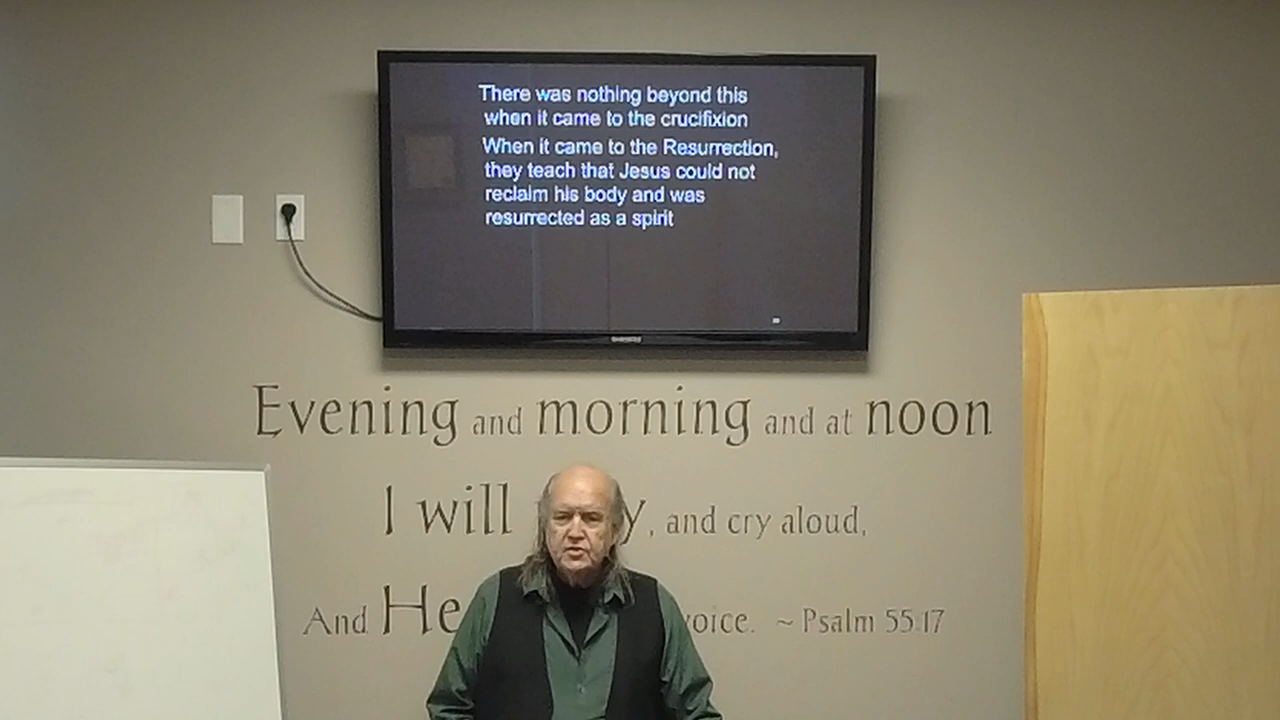 There was nothing beyond this
when it came to the crucifixion
When it came to the Resurrection,
they teach that Jesus could not
reclaim his body and was
resurrected as a spirit
Evening and morning and at noon
I will y, and cry aloud,
And He voice. ~ Psalm 55:17